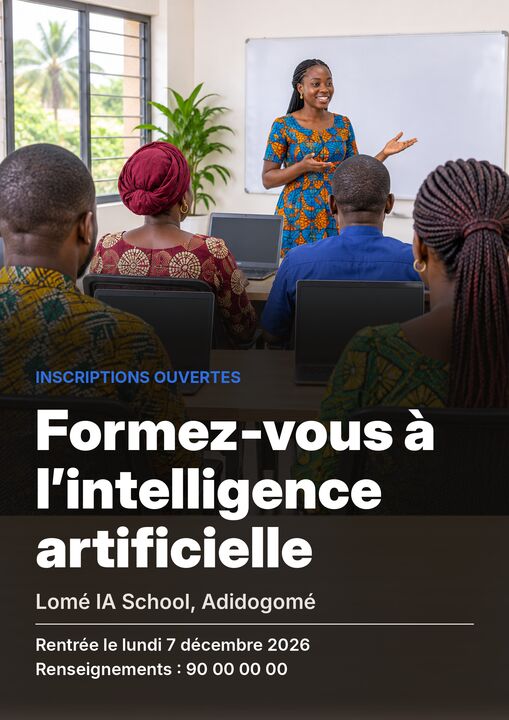 INSCRIPTIONS OUVERTES
Formez-vous à
l’intelligence
artificielle
Lomé IA School, Adidogomé
Rentrée le lundi 7 décembre 2026
Renseignements : 90 00 00 00